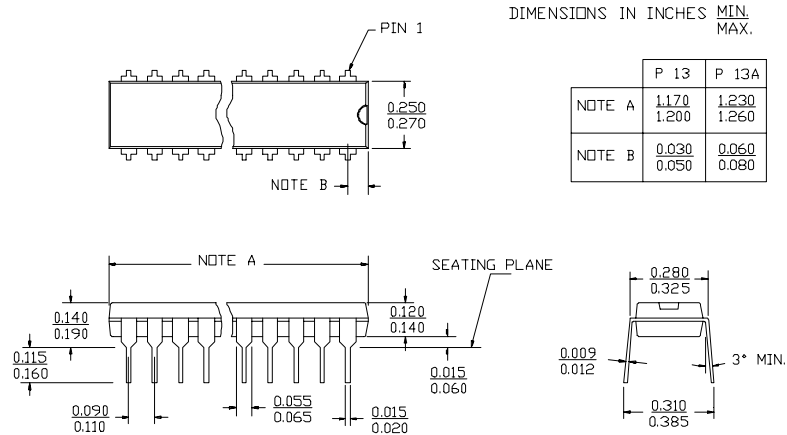 DIMENSIONS IN INCHES MIN.
MAX.
PIN 1
P 13 P 13A
NOTE A 1.170 1.230
1.200 1.260
NOTE B 0.030 0.060
0.050 0.080
0.250
0.270
NOTE B
NOTE A
SEATING PLANE
0.280
0.325
0.140
0.190
0.120
0.140
0.115
0.160
0.015
0.060
0.009
0.012
3° MIN.
0.090
0.110
0.055
0.065
0.015
0.020
0.310
0.385